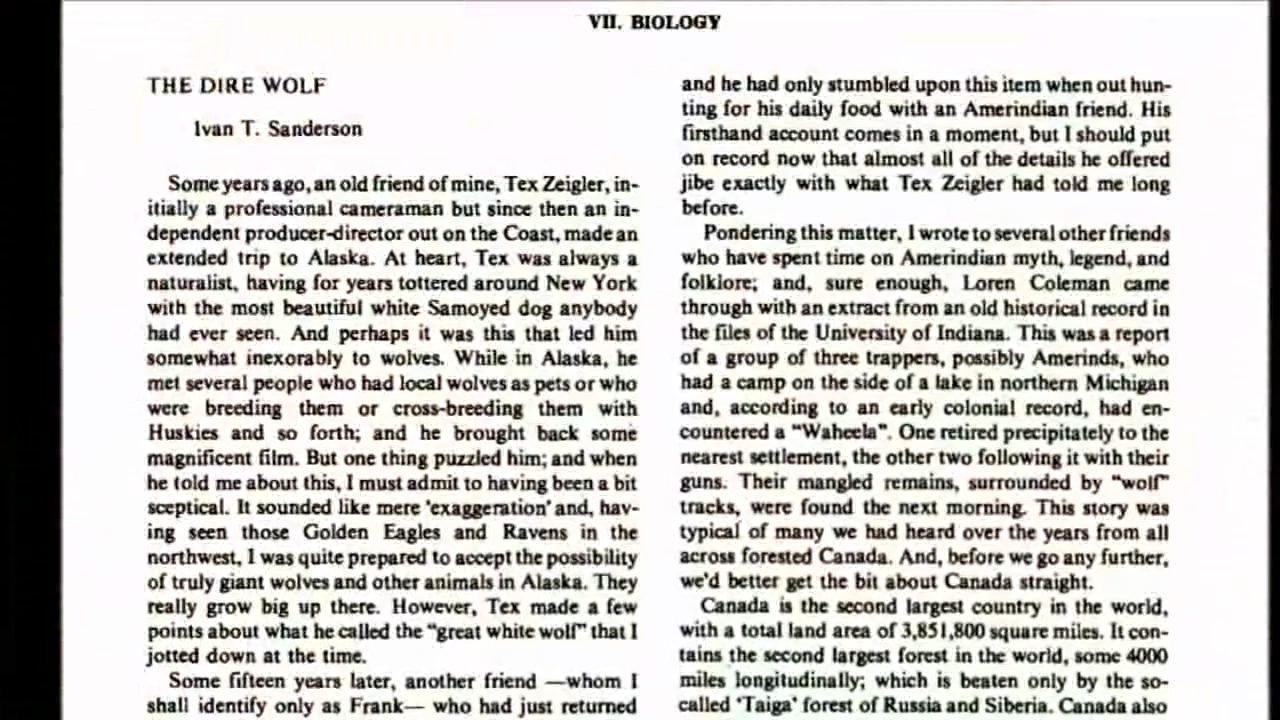 VII. BIOLOGY
THE DIRE WOLF
Ivan T. Sanderson
Some years ago, an old friend of mine, Tex Zeigler, in-
itially a professional cameraman but since then an in-
dependent producer-director out on the Coast, made an
extended trip to Alaska. At heart, Tex was always a
naturalist, having for years tottered around New York
with the most beautiful white Samoyed dog anybody
had ever seen. And perhaps it was this that led him
somewhat inexorably to wolves. While in Alaska, he
met several people who had local wolves as pets or who
were breeding them or cross-breeding them with
Huskies and so forth; and he brought back some
magnificent film. But one thing puzzled him; and when
he told me about this, I must admit to having been a bit
sceptical. It sounded like mere 'exaggeration' and, hav-
ing seen those Golden Eagles and Ravens in the
northwest, I was quite prepared to accept the possibility
of truly giant wolves and other animals in Alaska. They
really grow big up there. However, Tex made a few
points about what he called the "great white wolf" that I
jotted down at the time.
Some fifteen years later, another friend —whom I
shall identify only as Frank— who had just returned
and he had only stumbled upon this item when out hun-
ting for his daily food with an Amerindian friend. His
firsthand account comes in a moment, but I should put
on record now that almost all of the details he offered
jibe exactly with what Tex Zeigler had told me long
before.
Pondering this matter, I wrote to several other friends
who have spent time on Amerindian myth, legend, and
folklore; and, sure enough, Loren Coleman came
through with an extract from an old historical record in
the files of the University of Indiana. This was a report
of a group of three trappers, possibly Amerinds, who
had a camp on the side of a lake in northern Michigan
and, according to an early colonial record, had en-
countered a "Waheela". One retired precipitately to the
nearest settlement, the other two following it with their
guns. Their mangled remains, surrounded by "wolf"
tracks, were found the next morning. This story was
typical of many we had heard over the years from all
across forested Canada. And, before we go any further,
we'd better get the bit about Canada straight.
Canada is the second largest country in the world,
with a total land area of 3,851,800 square miles. It con-
tains the second largest forest in the world, some 4000
miles longitudinally; which is beaten only by the so-
called 'Taiga' forest of Russia and Siberia. Canada also